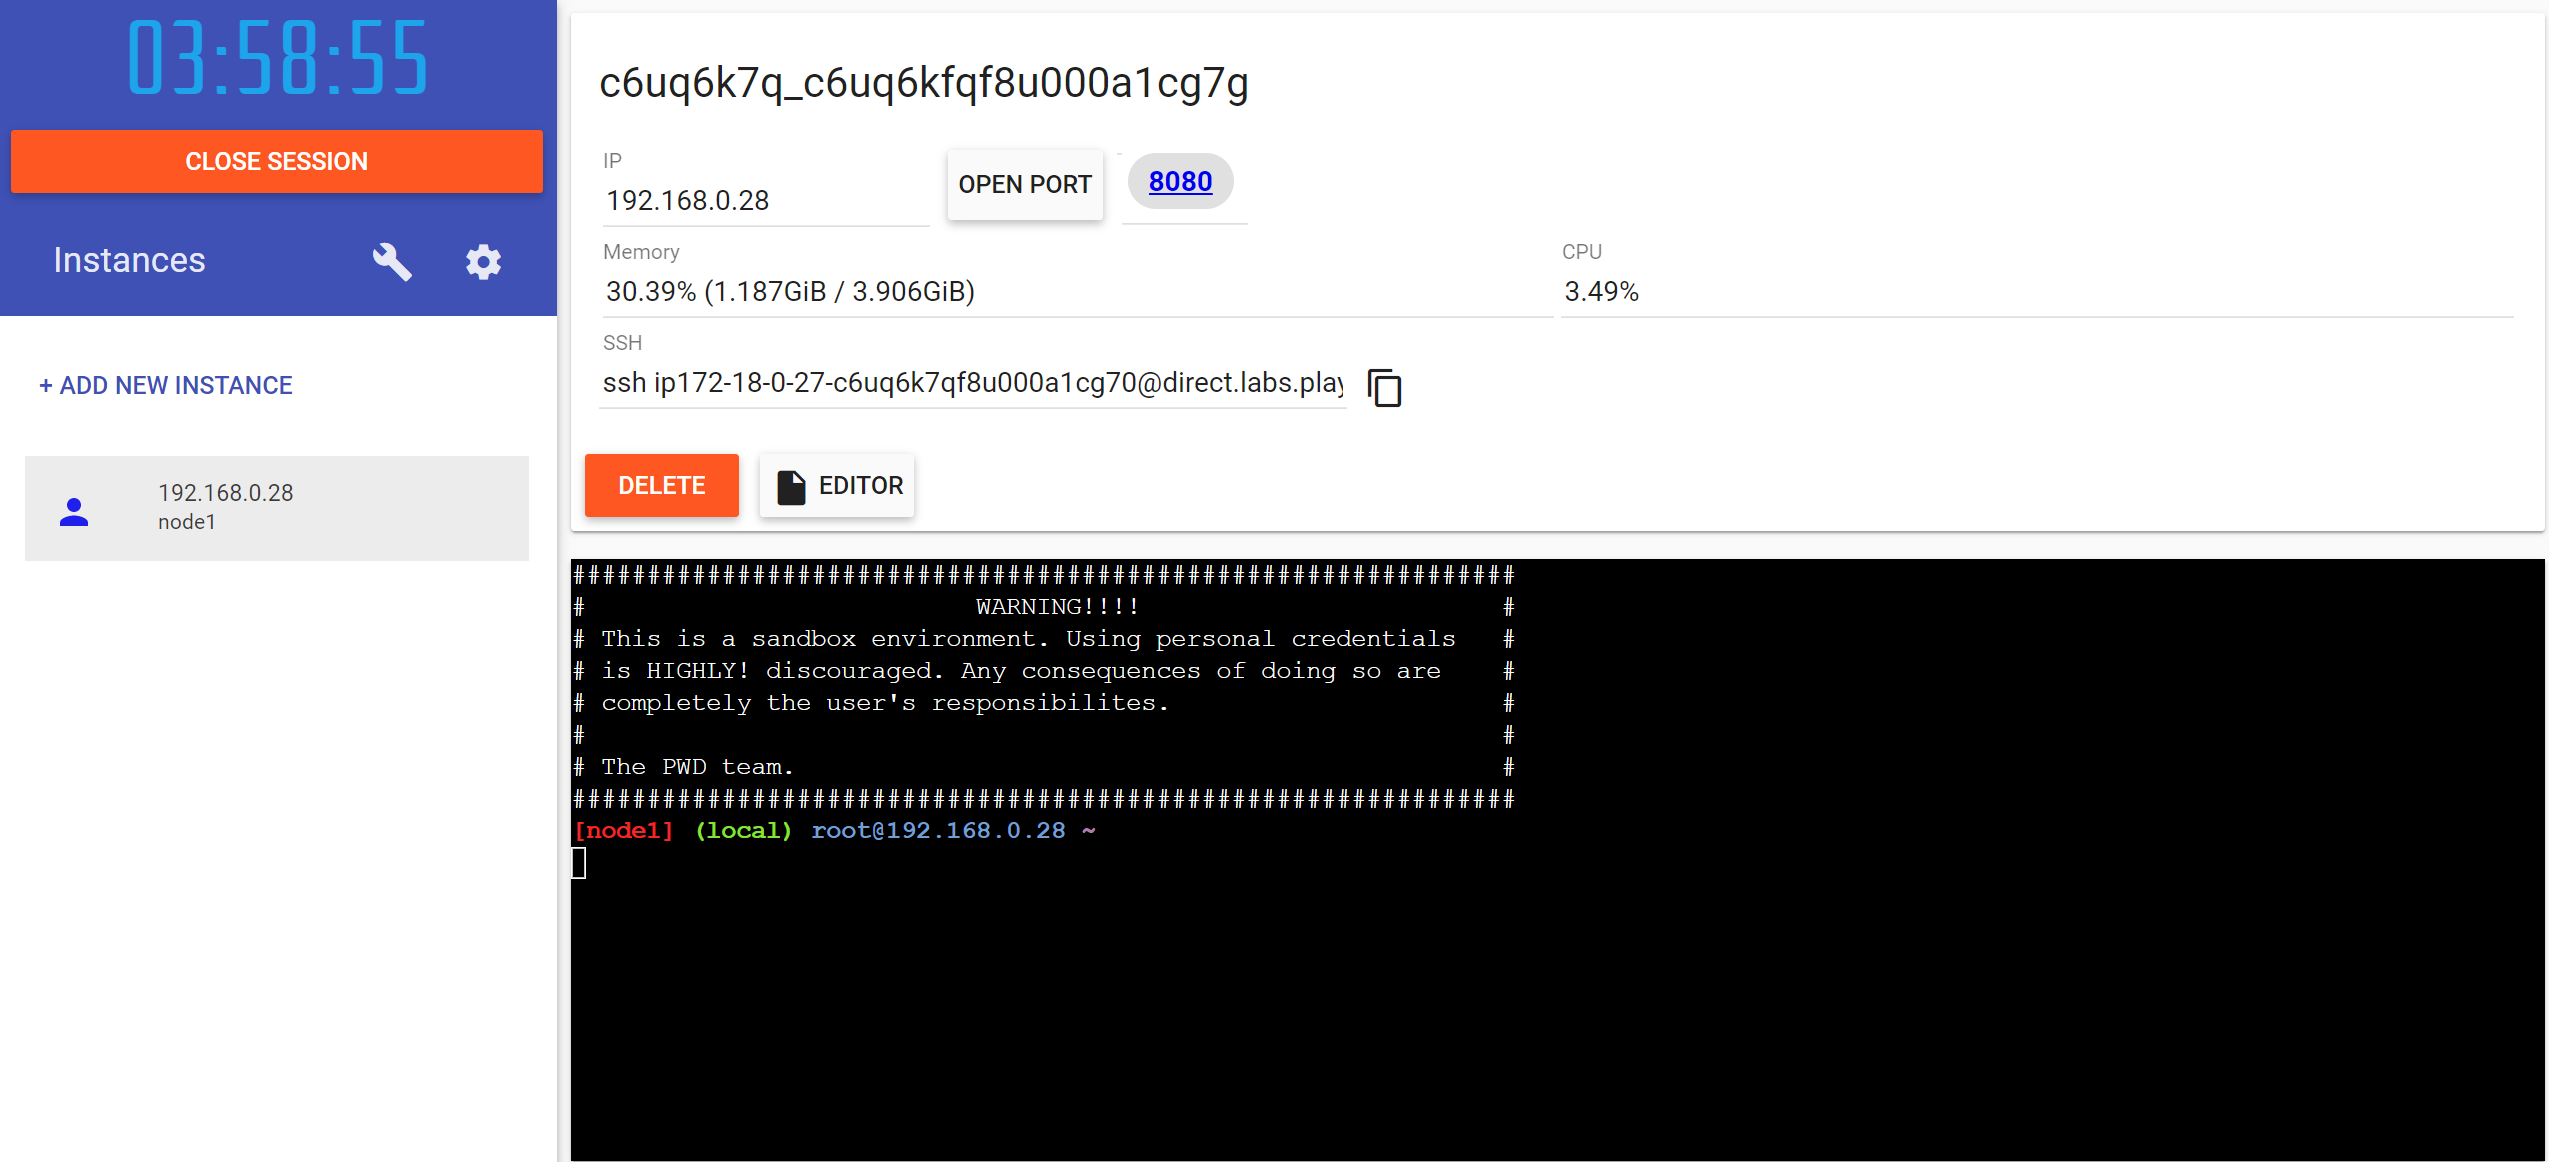 03:58:55
CLOSE SESSION
Instances
+ ADD NEW INSTANCE
192.168.0.28
node1
c6uq6k7q_c6uq6kfqf8u000a1cg7g
IP
192.168.0.28
OPEN PORT
8080
Memory
30.39% (1.187GiB / 3.906GiB)
CPU
3.49%
SSH
ssh ip172-18-0-27-c6uq6k7qf8u000a1cg70@direct.labs.play
DELETE
EDITOR
###############################################################
# WARNING!!!! #
# This is a sandbox environment. Using personal credentials #
# is HIGHLY! discouraged. Any consequences of doing so are #
# completely the user's responsibilites. #
# #
# The PWD team. #
###############################################################
[node1] (local) root@192.168.0.28 ~